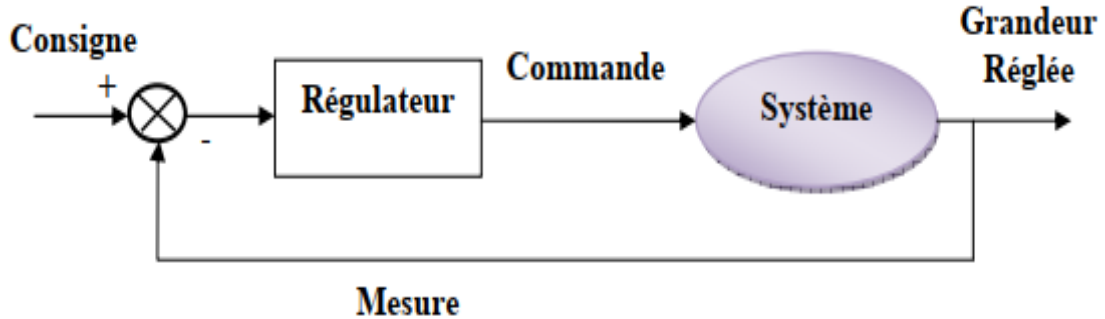 Consigne
+
-
Régulateur
Commande
Système
Grandeur
Réglée
Mesure